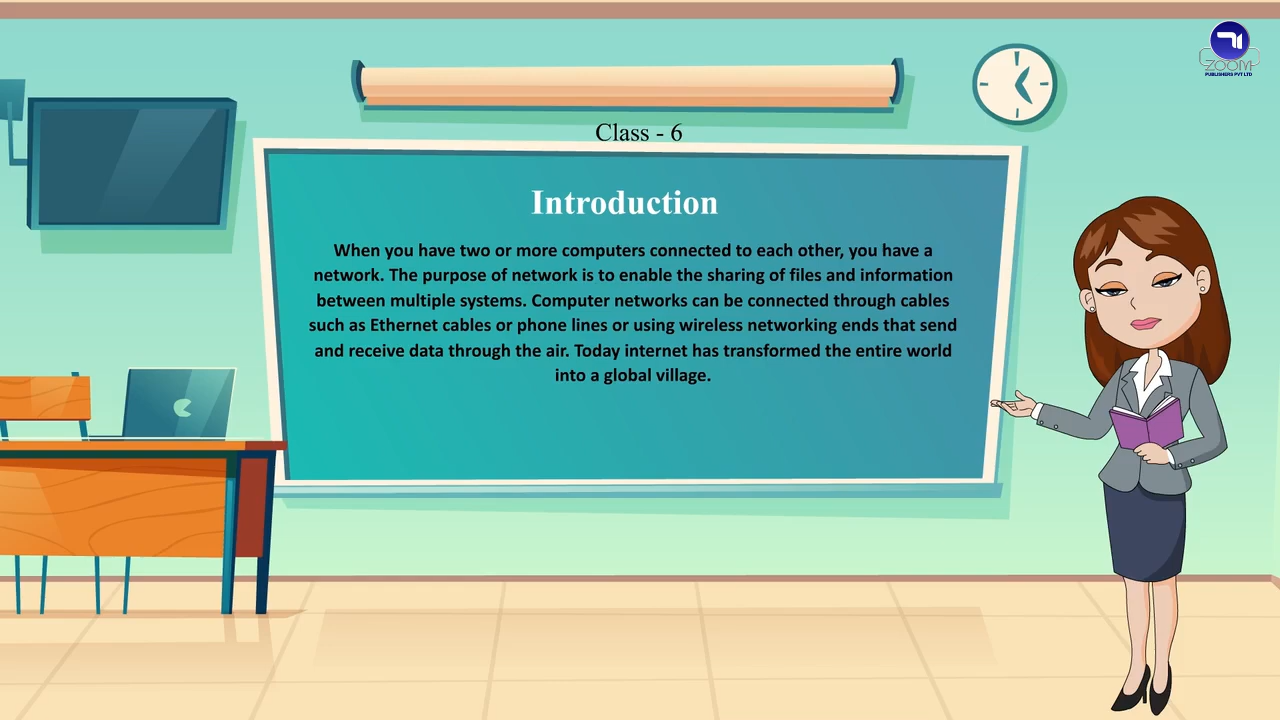 ZOOM
PUBLISHERS PVT LTD
Class - 6
Introduction
When you have two or more computers connected to each other, you have a
network. The purpose of network is to enable the sharing of files and information
between multiple systems. Computer networks can be connected through cables
such as Ethernet cables or phone lines or using wireless networking ends that send
and receive data through the air. Today internet has transformed the entire world
into a global village.